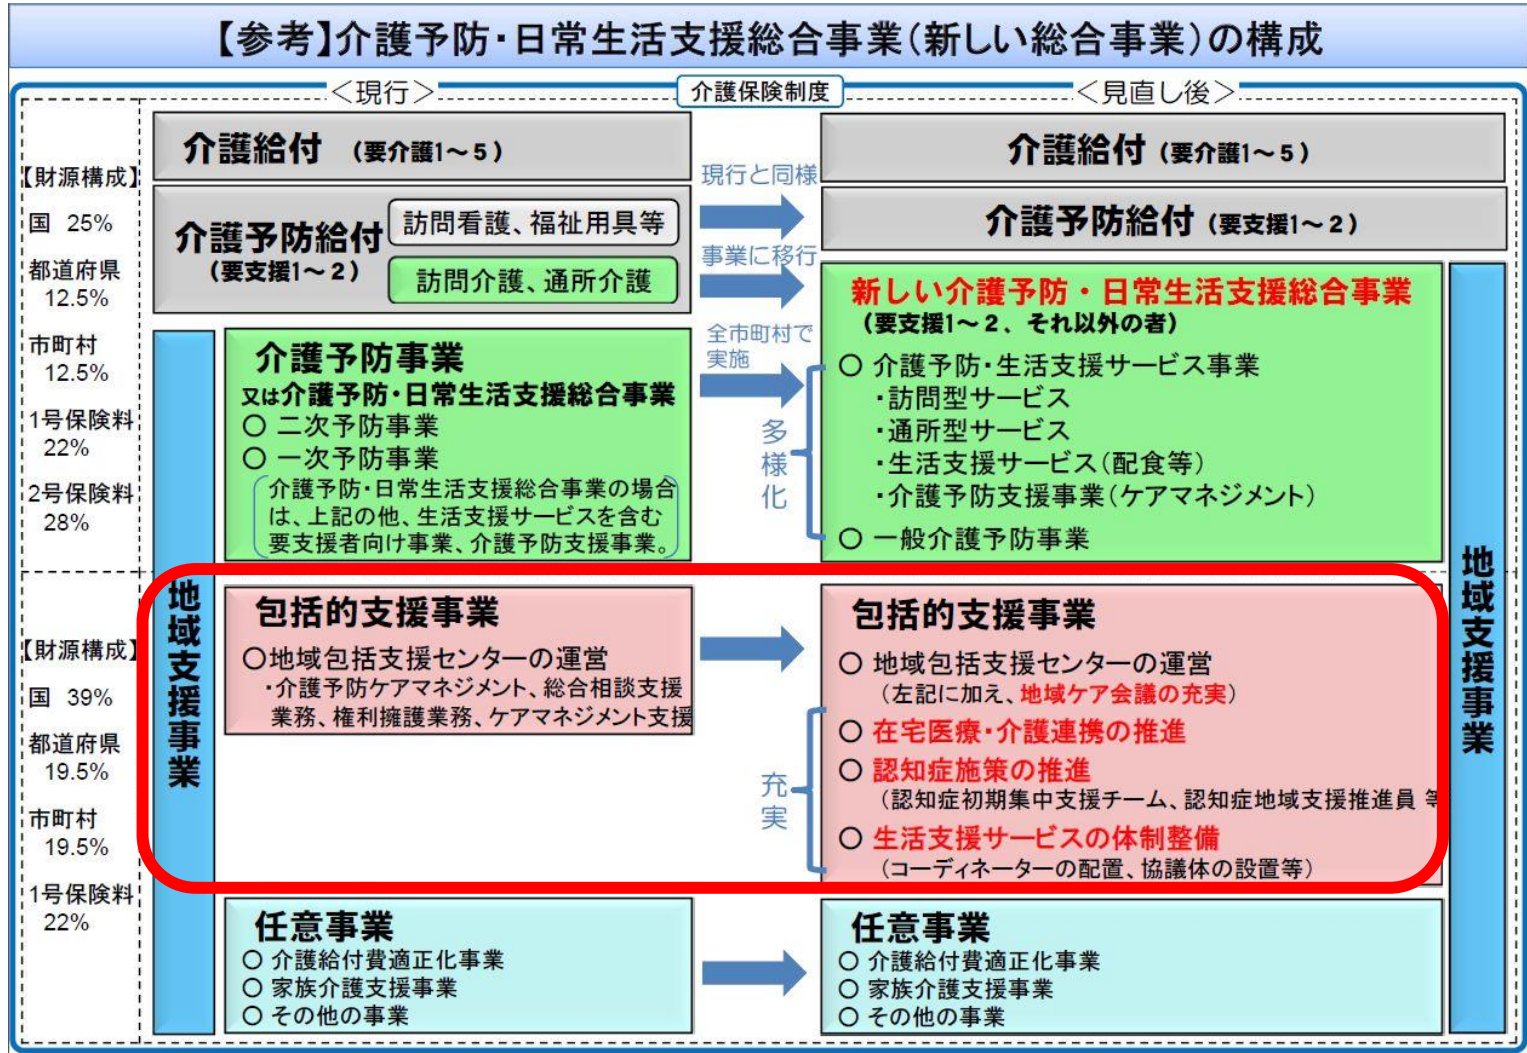 【参考】介護予防・日常生活支援総合事業(新しい総合事業)の構成
＜現行＞
介護保険制度
＜見直し後＞
【財源構成】
国 25%
都道府県
12.5%
市町村
12.5%
1号保険料
22%
2号保険料
28%
【財源構成】
国 39%
都道府県
19.5%
市町村
19.5%
1号保険料
22%
介護給付 (要介護1～5)
介護予防給付
(要支援1～2)
訪問看護、福祉用具等
訪問介護、通所介護
地域支援事業
介護予防事業
又は介護予防・日常生活支援総合事業
○ 二次予防事業
○ 一次予防事業
介護予防・日常生活支援総合事業の場合
は、上記の他、生活支援サービスを含む
要支援者向け事業、介護予防支援事業。
包括的支援事業
○地域包括支援センターの運営
・介護予防ケアマネジメント、総合相談支援
業務、権利擁護業務、ケアマネジメント支援
任意事業
○ 介護給付費適正化事業
○ 家族介護支援事業
○ その他の事業
現行と同様
事業に移行
全市町村で
実施
多様化
充実
介護給付 (要介護1～5)
介護予防給付 (要支援1～2)
新しい介護予防・日常生活支援総合事業
(要支援1～2、それ以外の者)
○ 介護予防・生活支援サービス事業
・訪問型サービス
・通所型サービス
・生活支援サービス(配食等)
・介護予防支援事業(ケアマネジメント)
○ 一般介護予防事業
包括的支援事業
○ 地域包括支援センターの運営
(左記に加え、地域ケア会議の充実)
○ 在宅医療・介護連携の推進
○ 認知症施策の推進
(認知症初期集中支援チーム、認知症地域支援推進員 等
○ 生活支援サービスの体制整備
(コーディネーターの配置、協議体の設置等)
任意事業
○ 介護給付費適正化事業
○ 家族介護支援事業
○ その他の事業
地域支援事業